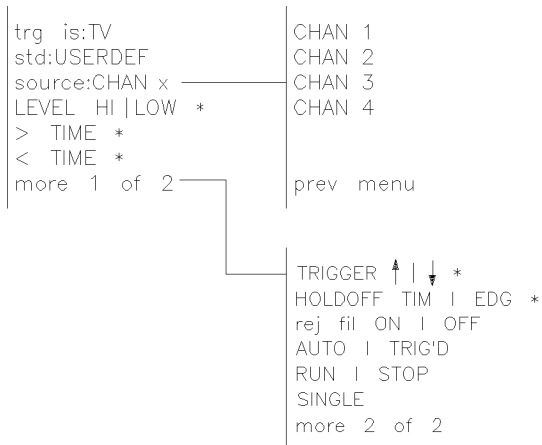 trg is:TV
std:USERDEF
source:CHAN x
LEVEL HI | LOW *
> TIME *
< TIME *
more 1 of 2
CHAN 1
CHAN 2
CHAN 3
CHAN 4
prev menu
TRIGGER ↑ | ↓ *
HOLDOFF TIM | EDG *
rej fil ON | OFF
AUTO | TRIG'D
RUN | STOP
SINGLE
more 2 of 2